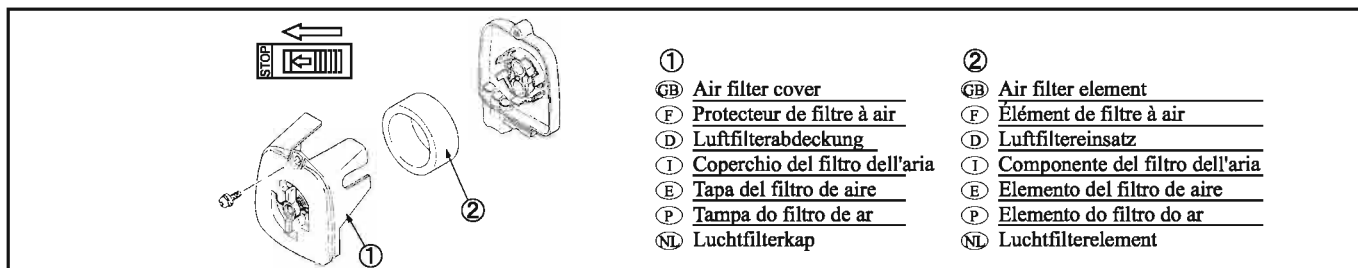 STOP
②
①
①
GB Air filter cover
F Protecteur de filtre à air
D Luftfilterabdeckung
I Coperchio del filtro dell'aria
E Tapa del filtro de aire
P Tampa do filtro de ar
NL Luchtfilterkap
②
GB Air filter element
F Élément de filtre à air
D Luftfiltereinsatz
I Componente del filtro dell'aria
E Elemento del filtro de aire
P Elemento do filtro do ar
NL Luchtfilterelement